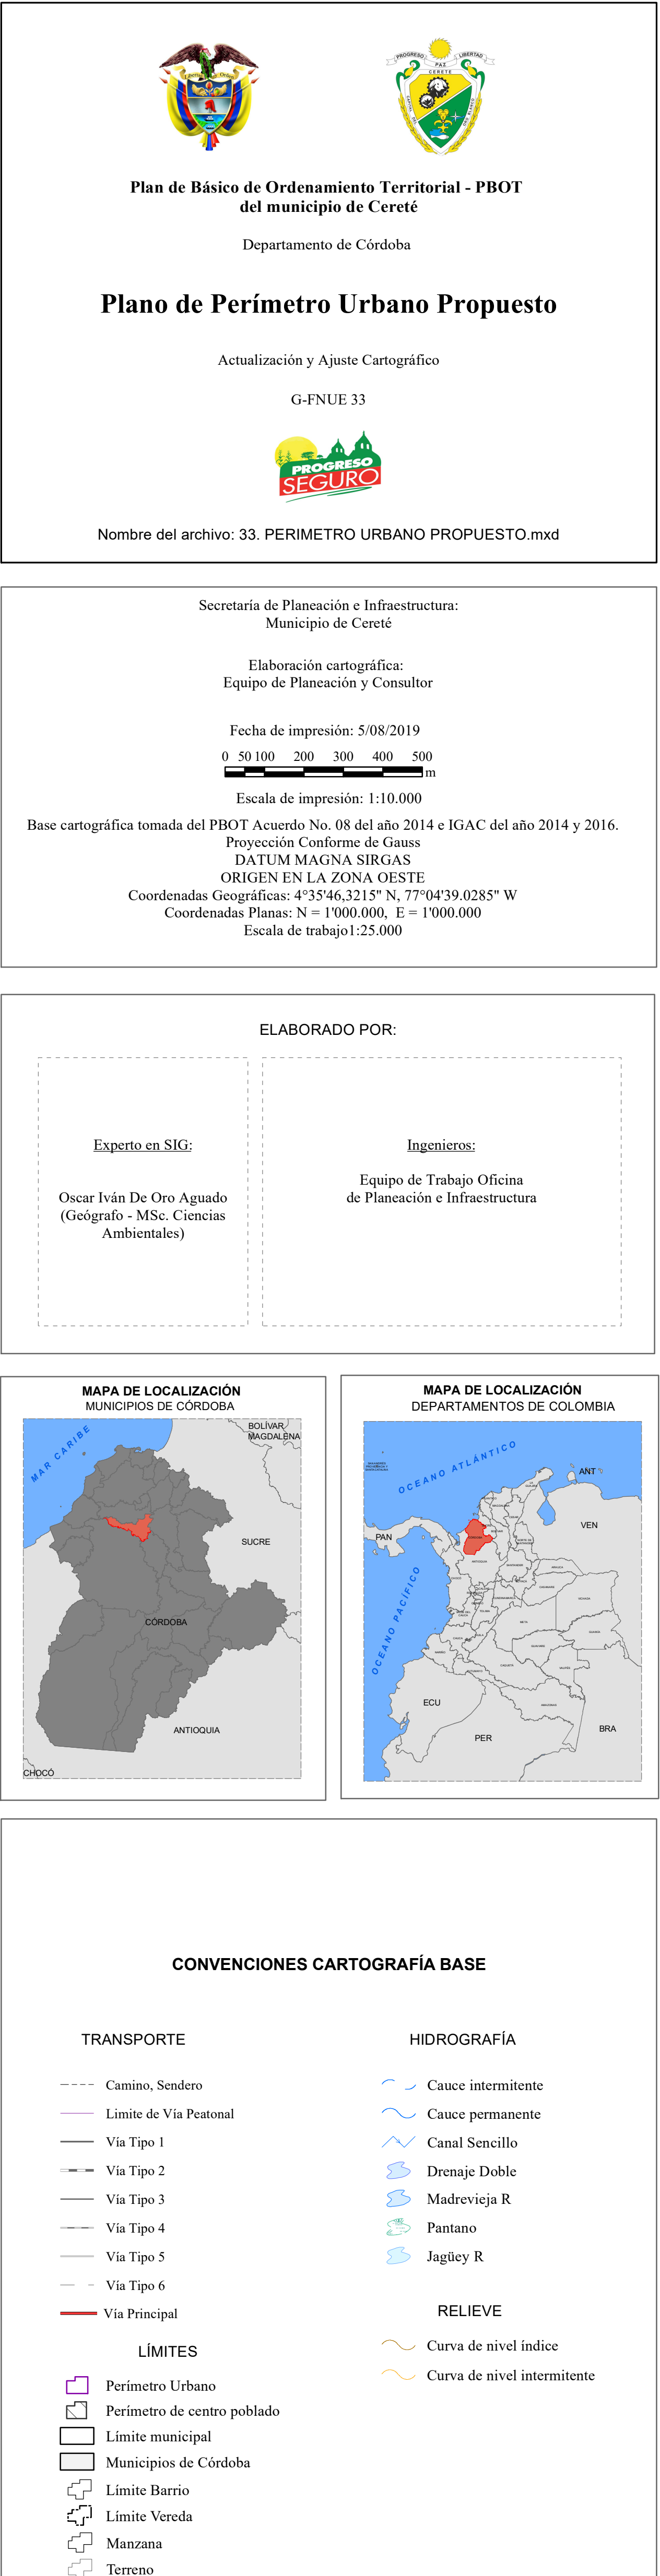 Libertad y Orden
PROGRESO LIBERTAD
PAZ
CERETE
Plan de Básico de Ordenamiento Territorial - PBOT
del municipio de Cereté
Departamento de Córdoba
Plano de Perímetro Urbano Propuesto
Actualización y Ajuste Cartográfico
G-FNUE 33
PROGRESO
SEGURO
Nombre del archivo: 33. PERIMETRO URBANO PROPUESTO.mxd
Secretaría de Planeación e Infraestructura:
Municipio de Cereté
Elaboración cartográfica:
Equipo de Planeación y Consultor
Fecha de impresión: 5/08/2019
0 50 100 200 300 400 500
m
Escala de impresión: 1:10.000
Base cartográfica tomada del PBOT Acuerdo No. 08 del año 2014 e IGAC del año 2014 y 2016.
Proyección Conforme de Gauss
DATUM MAGNA SIRGAS
ORIGEN EN LA ZONA OESTE
Coordenadas Geográficas: 4°35'46,3215" N, 77°04'39.0285" W
Coordenadas Planas: N = 1'000.000, E = 1'000.000
Escala de trabajo1:25.000
ELABORADO POR:
Experto en SIG:
Oscar Iván De Oro Aguado
(Geógrafo - MSc. Ciencias
Ambientales)
Ingenieros:
Equipo de Trabajo Oficina
de Planeación e Infraestructura
MAPA DE LOCALIZACIÓN
MUNICIPIOS DE CÓRDOBA
BOLÍVAR
MAGDALENA
MAR CARIBE
SUCRE
CÓRDOBA
ANTIOQUIA
CHOCÓ
MAPA DE LOCALIZACIÓN
DEPARTAMENTOS DE COLOMBIA
OCEANO ATLÁNTICO
ANT
VEN
PAN
OCEANO PACÍFICO
ECU
PER
BRA
CONVENCIONES CARTOGRAFÍA BASE
TRANSPORTE
Camino, Sendero
Limite de Vía Peatonal
Vía Tipo 1
Vía Tipo 2
Vía Tipo 3
Vía Tipo 4
Vía Tipo 5
Vía Tipo 6
Vía Principal
LÍMITES
Perímetro Urbano
Perímetro de centro poblado
Límite municipal
Municipios de Córdoba
Límite Barrio
Límite Vereda
Manzana
Terreno
HIDROGRAFÍA
Cauce intermitente
Cauce permanente
Canal Sencillo
Drenaje Doble
Madrevieja R
Pantano
Jagüey R
RELIEVE
Curva de nivel índice
Curva de nivel intermitente